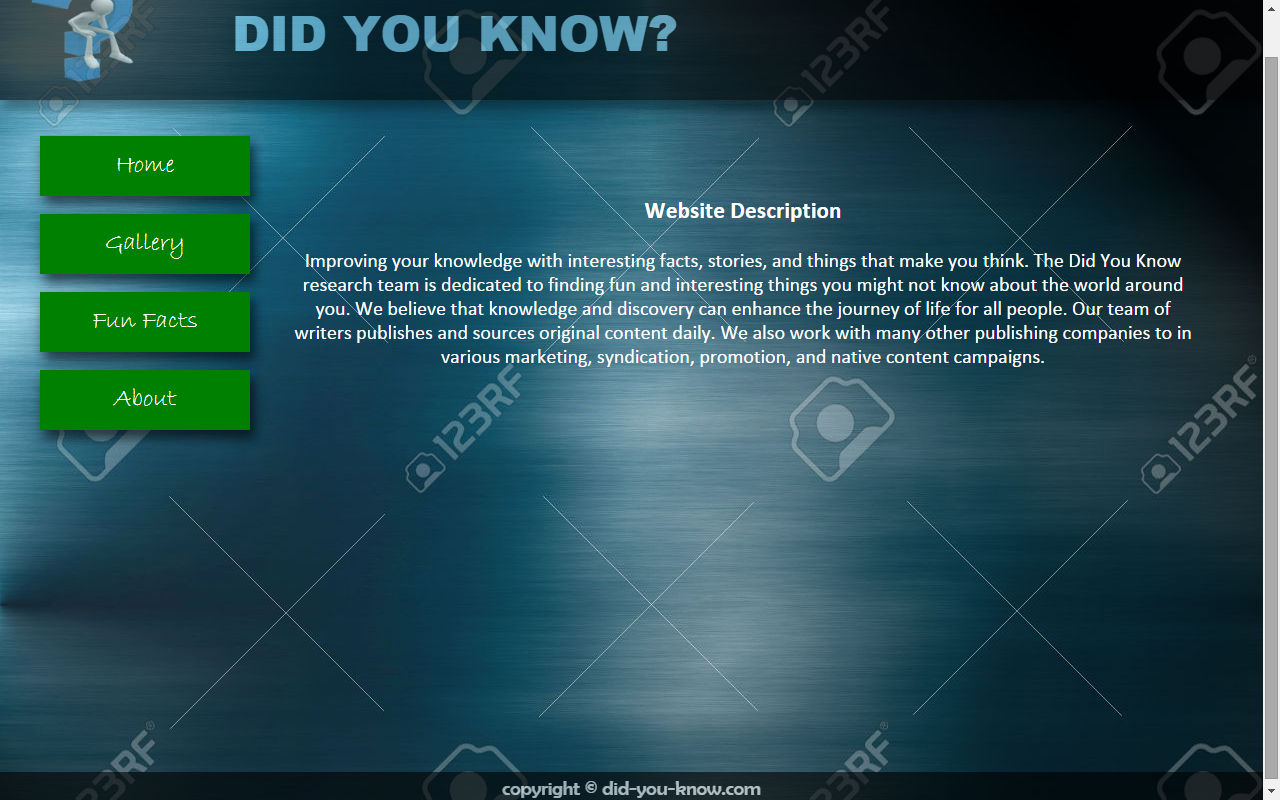 DID YOU KNOW?
123RF
123RF
Home
Gallery
Fun Facts
About
Website Description
Improving your knowledge with interesting facts, stories, and things that make you think. The Did You Know
research team is dedicated to finding fun and interesting things you might not know about the world around
you. We believe that knowledge and discovery can enhance the journey of life for all people. Our team of
writers publishes and sources original content daily. We also work with many other publishing companies to in
various marketing, syndication, promotion, and native content campaigns.
123RF
123RF
123RF
123RF
copyright © did-you-know.com